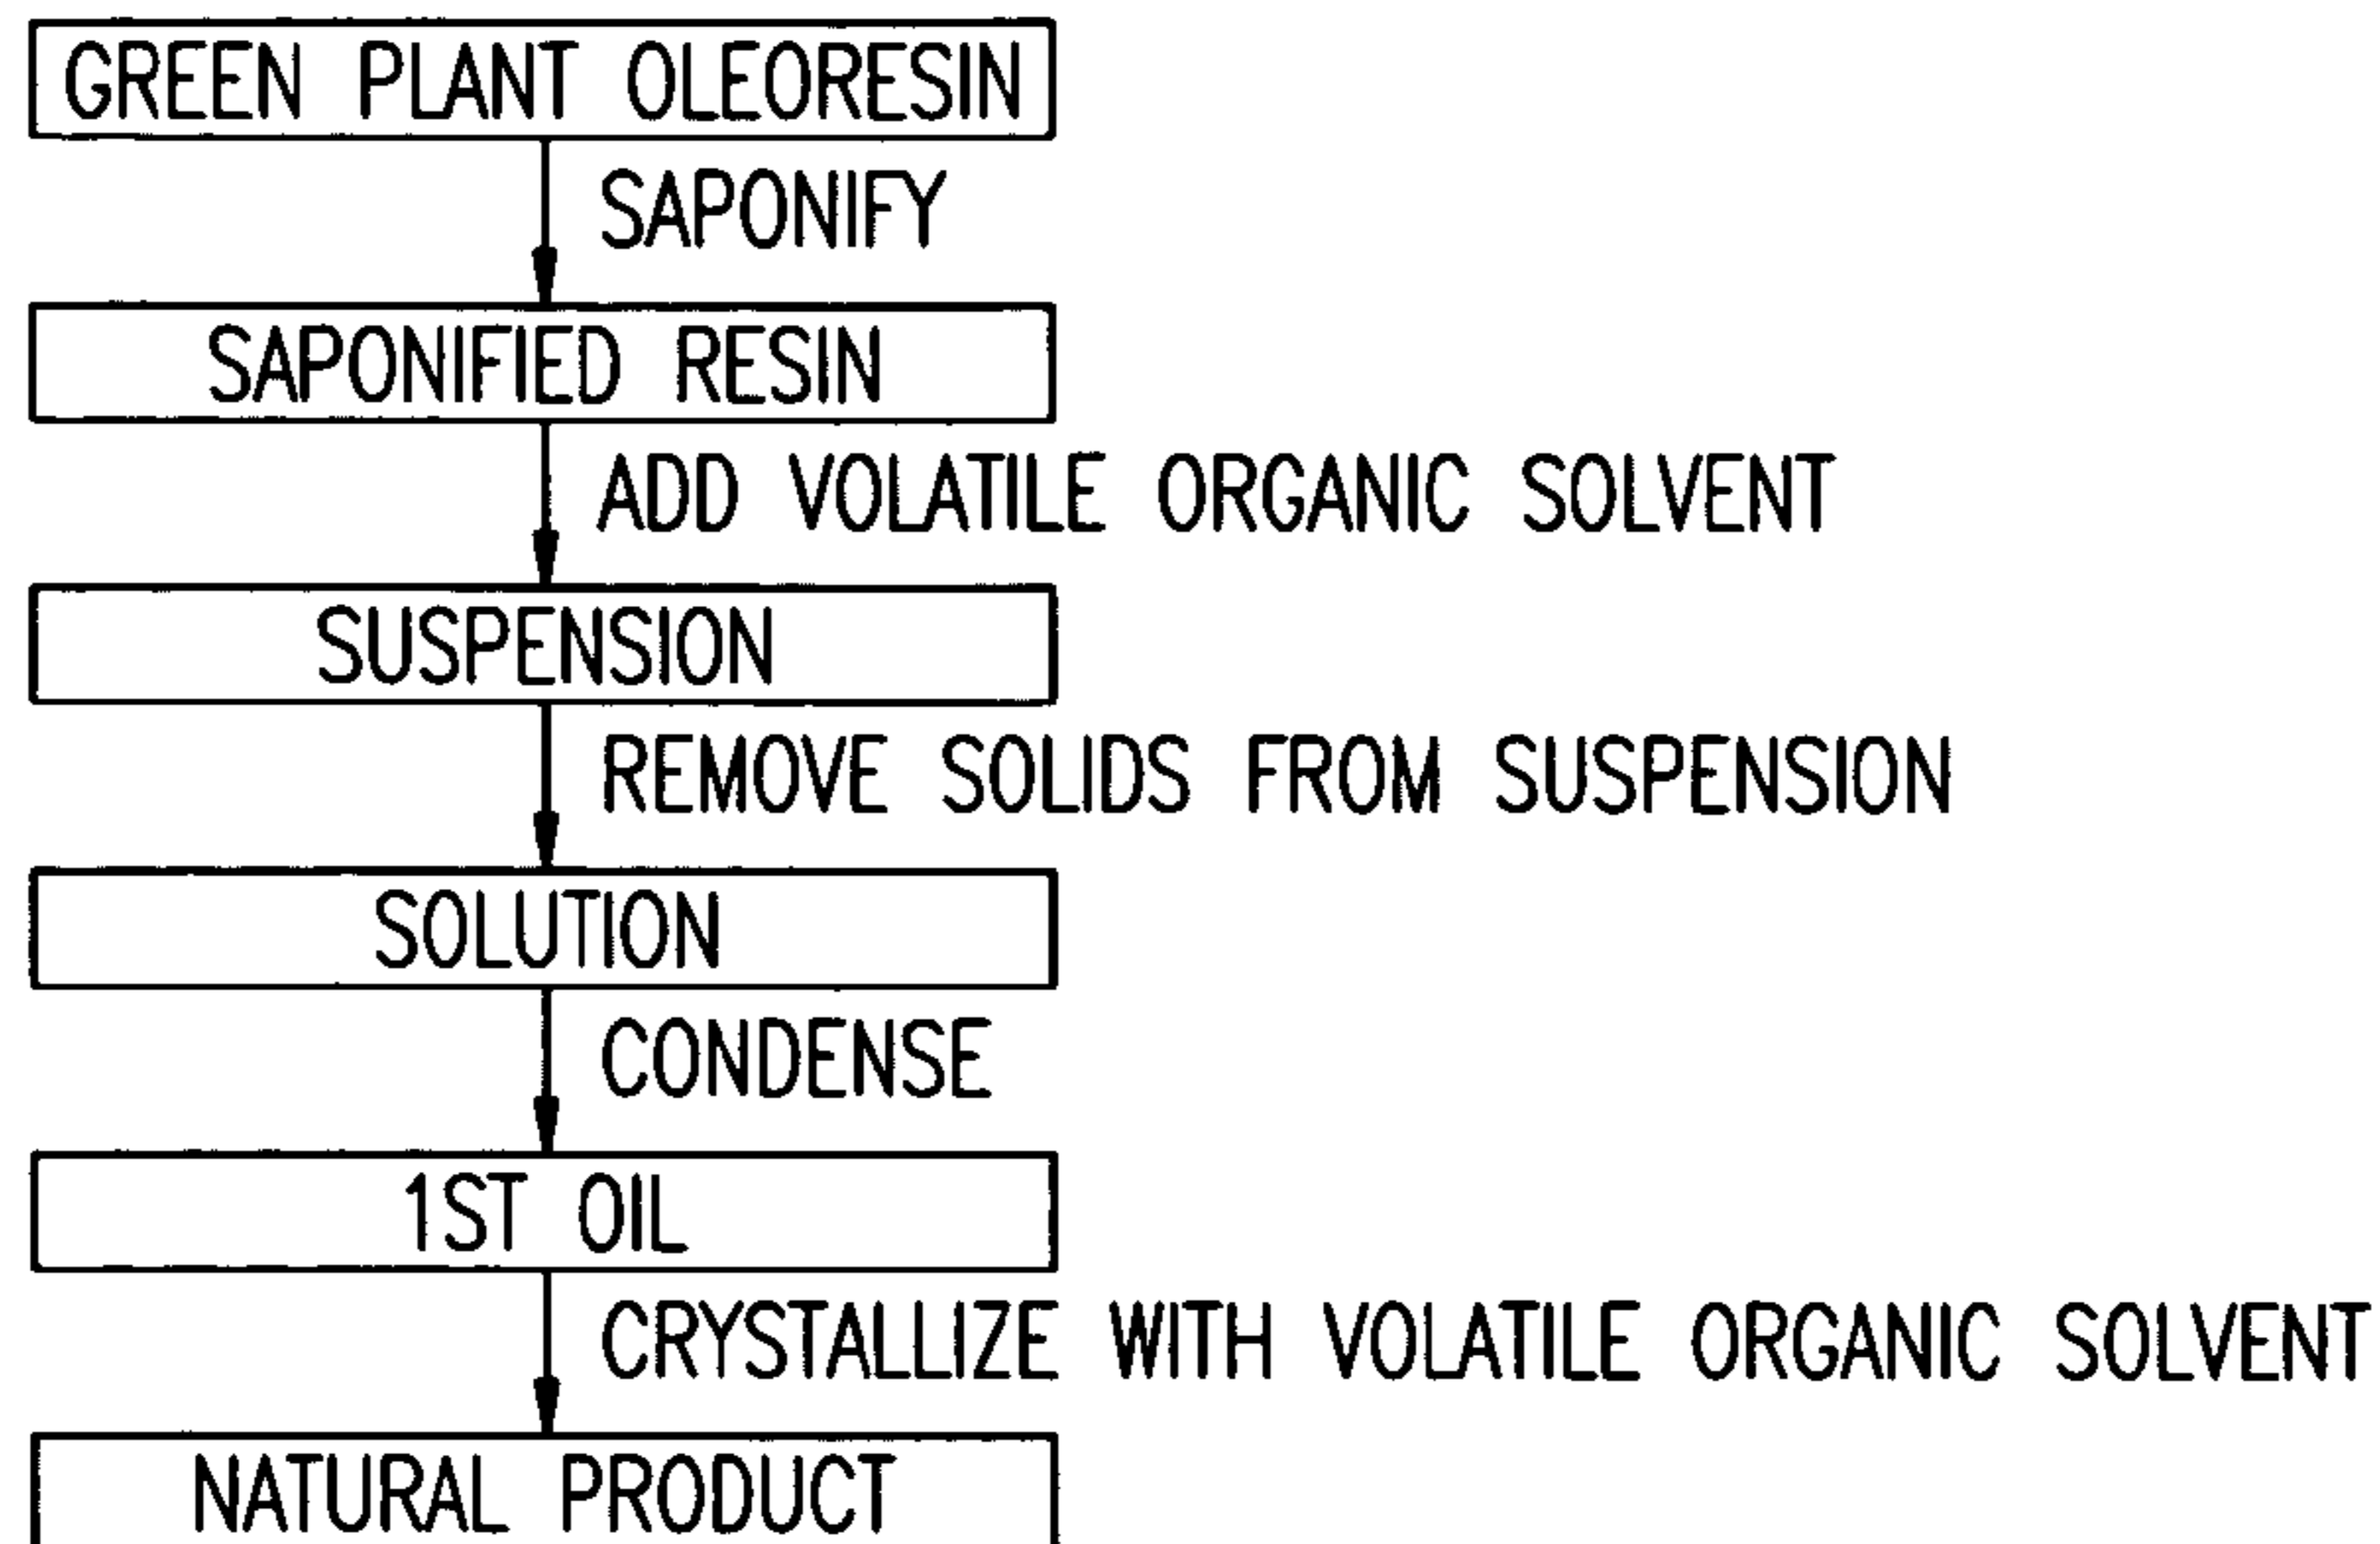 GREEN PLANT OLEORESIN
SAPONIFY
SAPONIFIED RESIN
ADD VOLATILE ORGANIC SOLVENT
SUSPENSION
REMOVE SOLIDS FROM SUSPENSION
SOLUTION
CONDENSE
1ST OIL
CRYSTALLIZE WITH VOLATILE ORGANIC SOLVENT
NATURAL PRODUCT